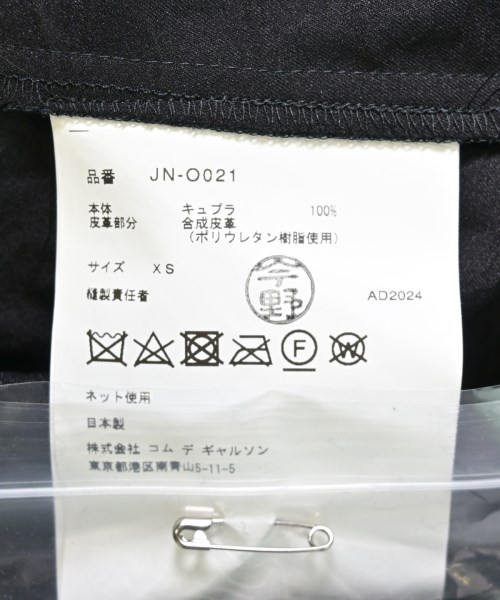 品番 JN-O021
本体 キュプラ 100%
皮革部分 合成皮革
(ポリウレタン樹脂使用)
サイズ XS
縫製責任者 今野 AD2024
F W
ネット使用
日本製
株式会社 コム デ ギャルソン
東京都港区南青山5-11-5